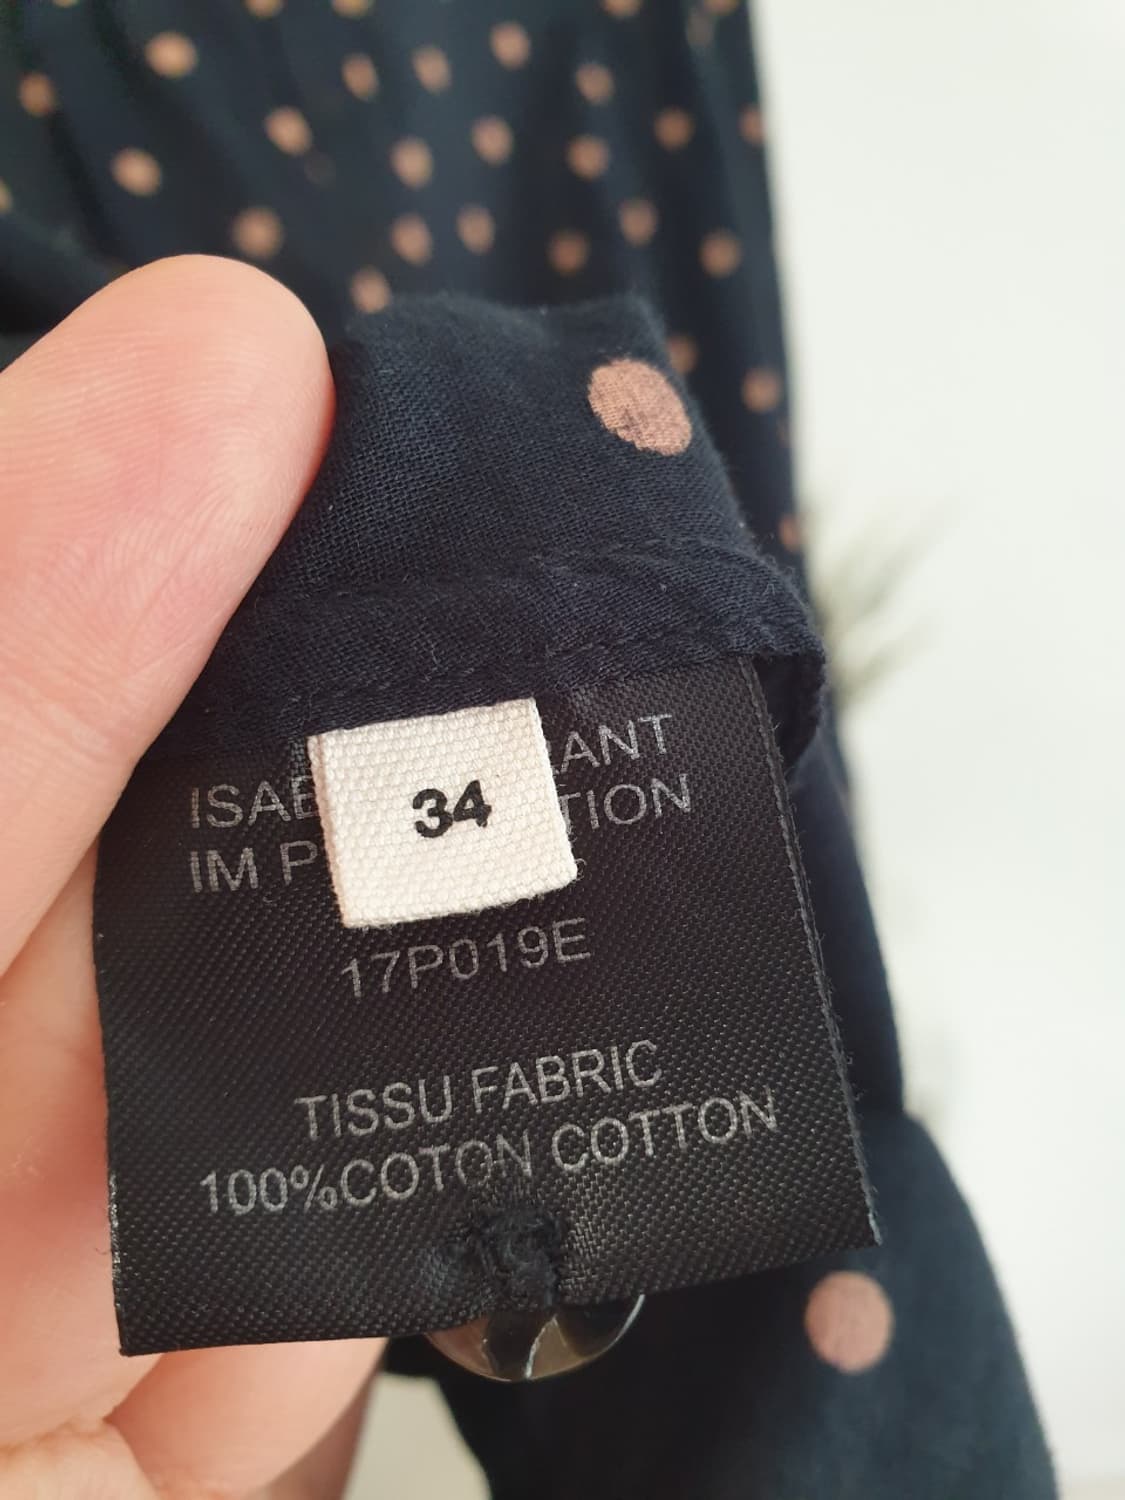 ISAB ANT
IM P TION
34
17P019E
TISSU FABRIC
100%COTON COTTON